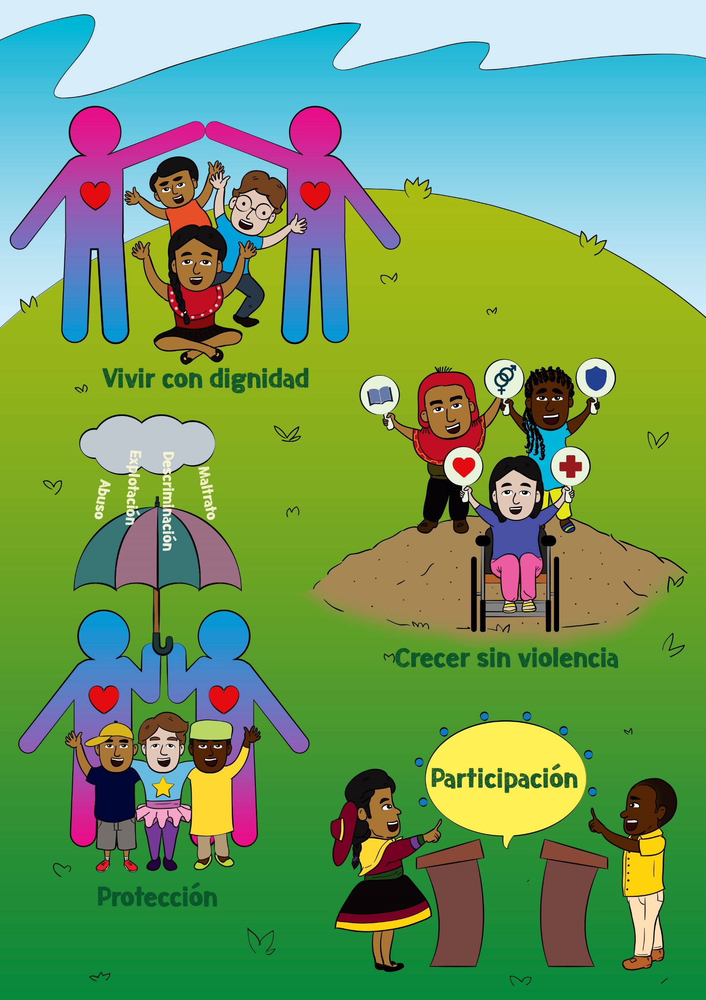 Vivir con dignidad
Abuso
Explotación
Descriminación
Maltrato
Crecer sin violencia
Participación
Protección